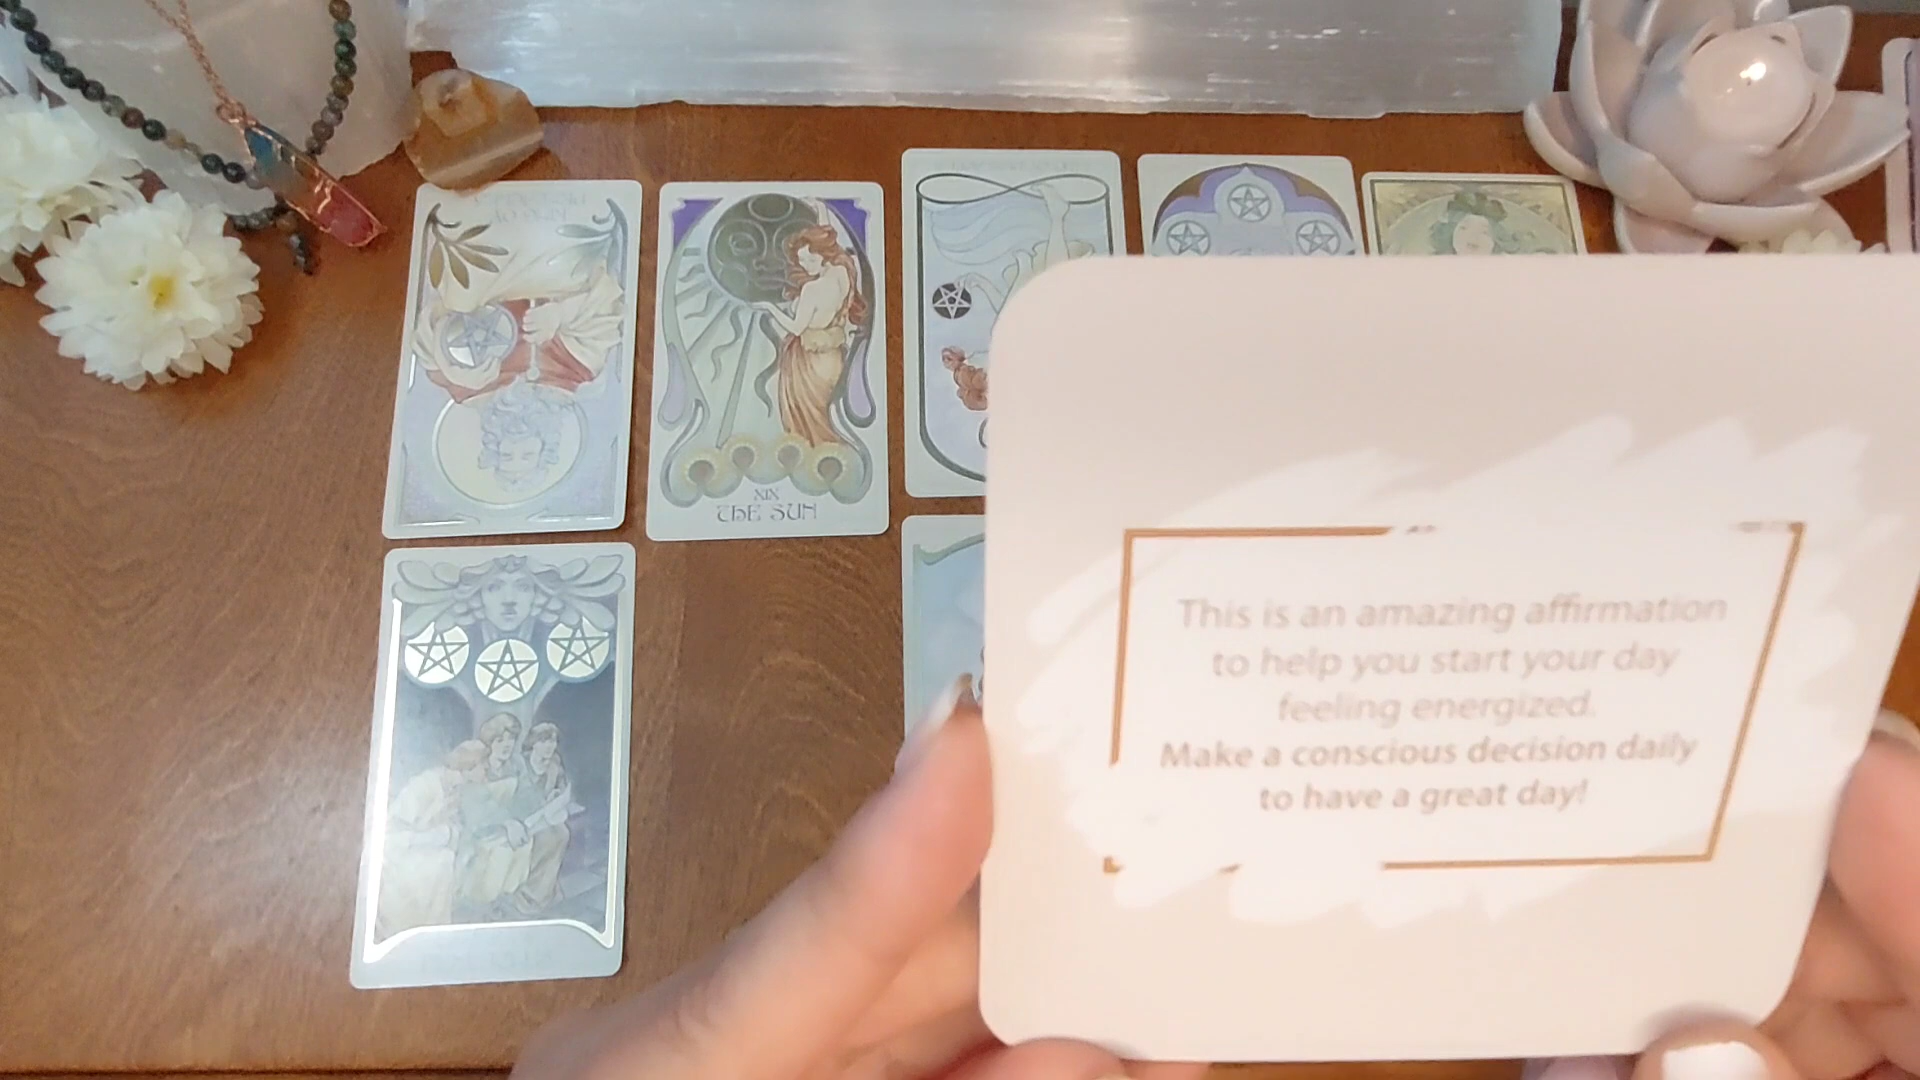 XIX
THE SUN
This is an amazing affirmation
to help you start your day
feeling energized.
Make a conscious decision daily
to have a great day!